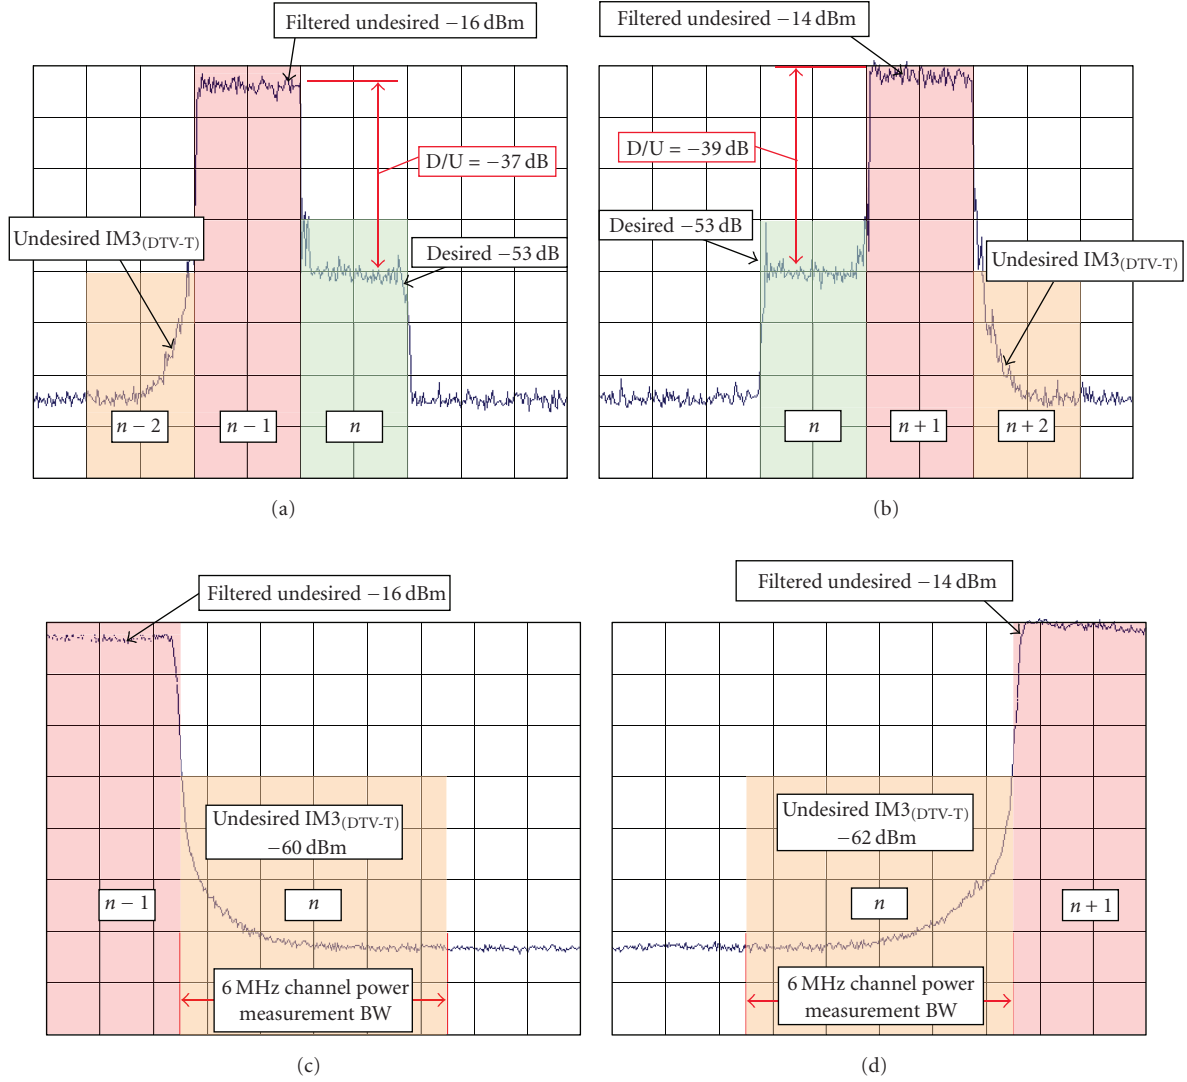 Filtered undesired −16 dBm
D/U = −37 dB
Undesired IM3(DTV-T)
Desired −53 dB
n − 2
n − 1
n
(a)
Filtered undesired −14 dBm
D/U = −39 dB
Desired −53 dB
Undesired IM3(DTV-T)
n
n + 1
n + 2
(b)
Filtered undesired −16 dBm
Undesired IM3(DTV-T)
−60 dBm
n − 1
n
6 MHz channel power
measurement BW
(c)
Filtered undesired −14 dBm
Undesired IM3(DTV-T)
−62 dBm
n
n + 1
6 MHz channel power
measurement BW
(d)